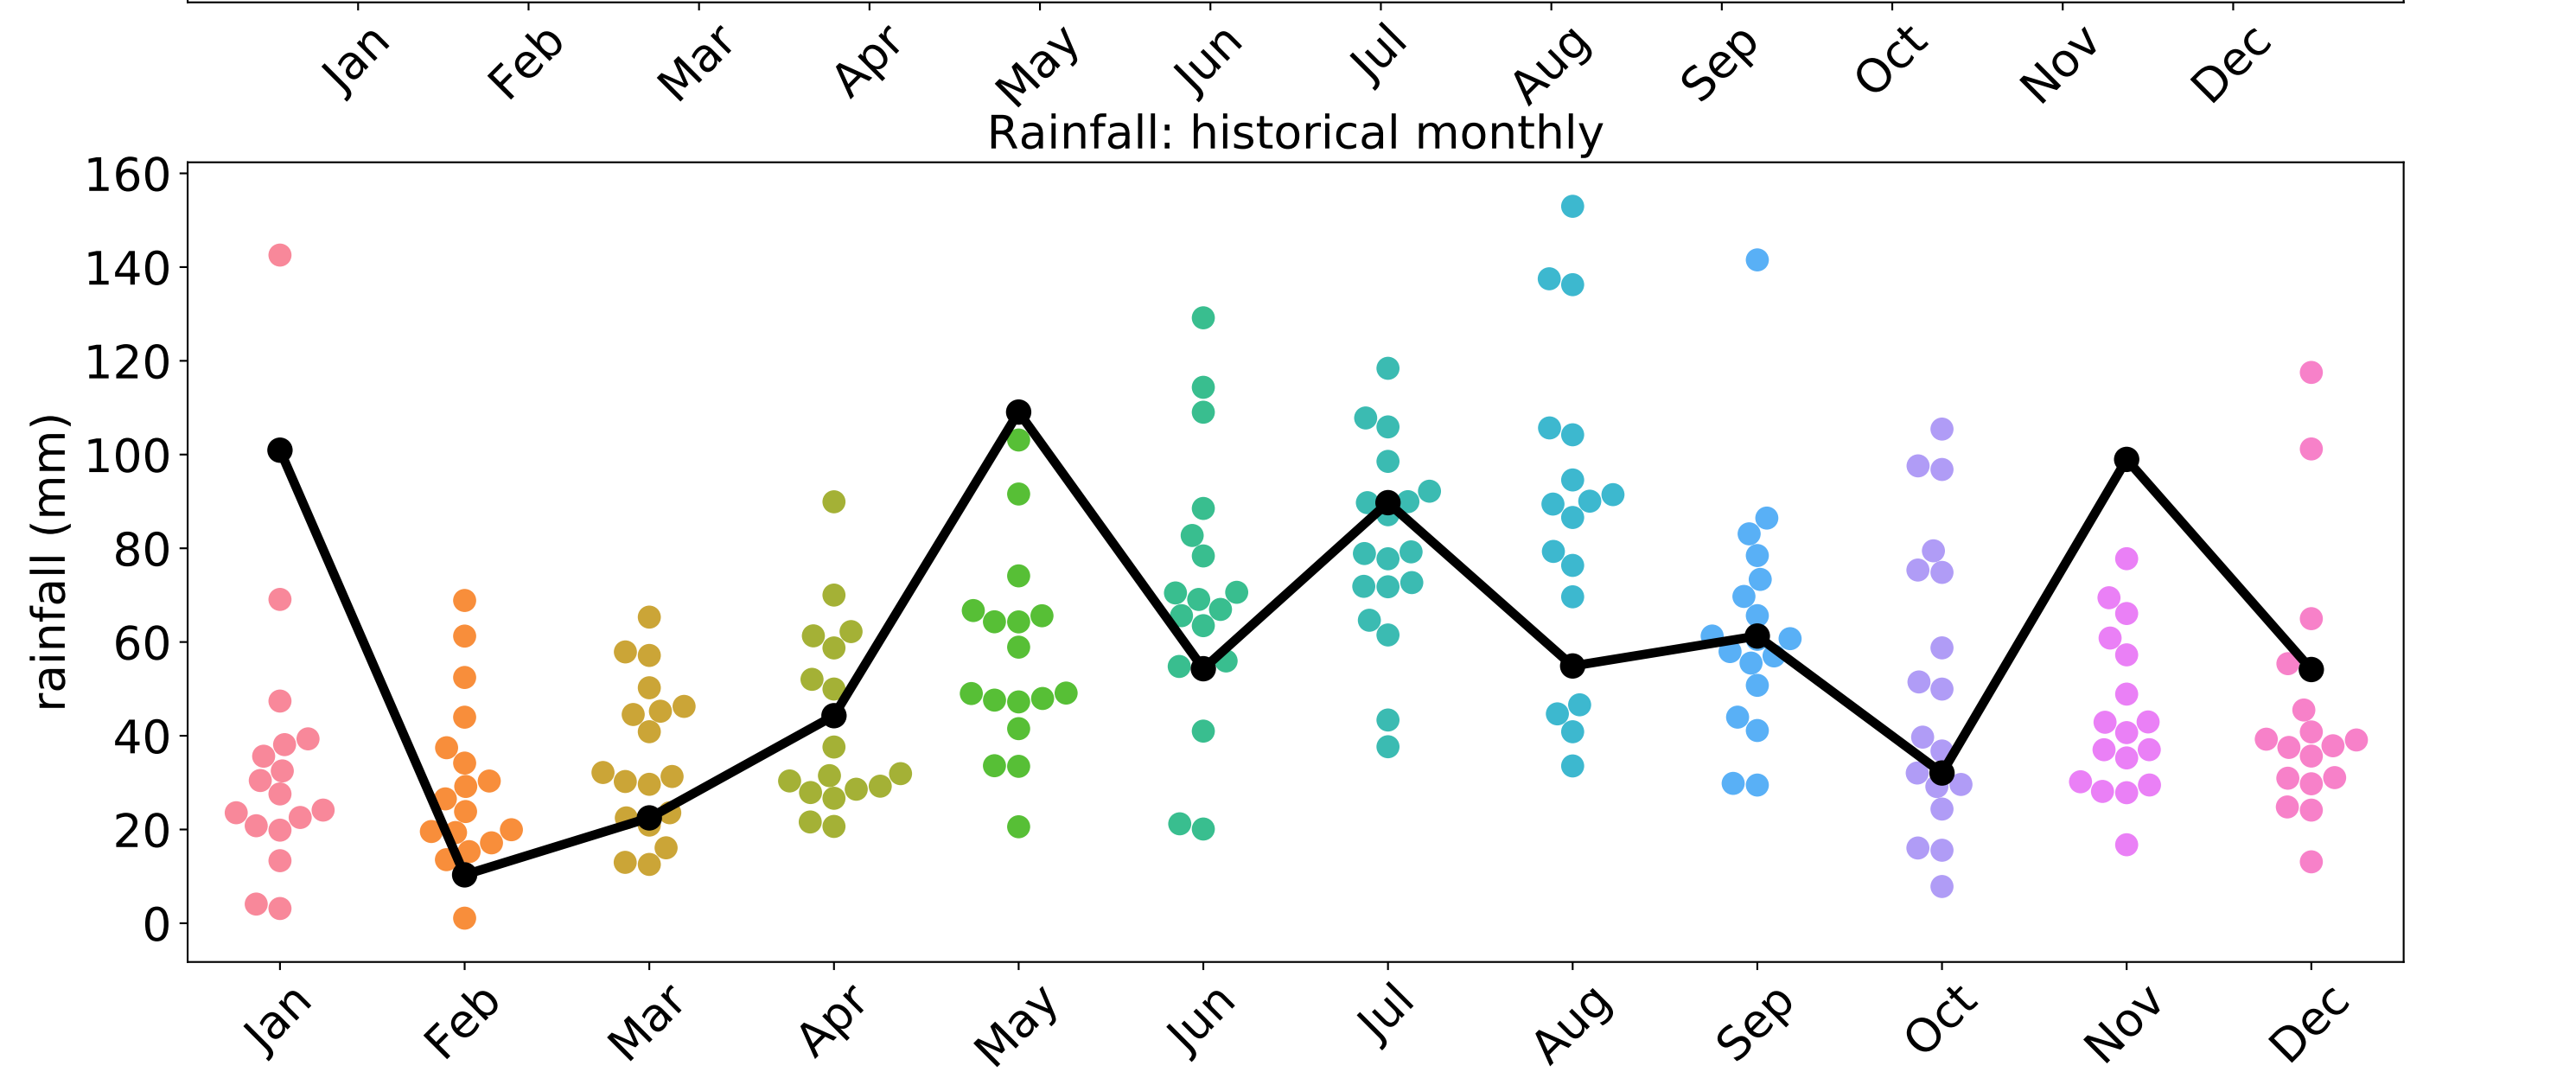 Jan Feb Mar Apr May Jun Jul Aug Sep Oct Nov Dec
Rainfall: historical monthly
160
140
120
100
80
60
40
20
0
rainfall (mm)
Jan Feb Mar Apr May Jun Jul Aug Sep Oct Nov Dec